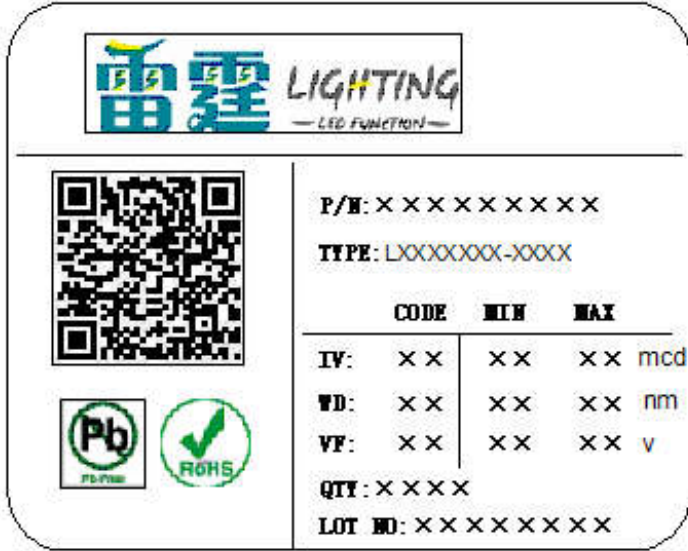 雷霆 LIGHTING
LED FUNCTION
P/N: ×××××××××
TYPE: LXXXXXXX-XXXX
CODE MIN MAX
IV: ×× ×× ×× mcd
WD: ×× ×× ×× nm
VF: ×× ×× ×× v
QTY: ××××
LOT NO: ××××××××
Pb
Pb-Free
RoHS